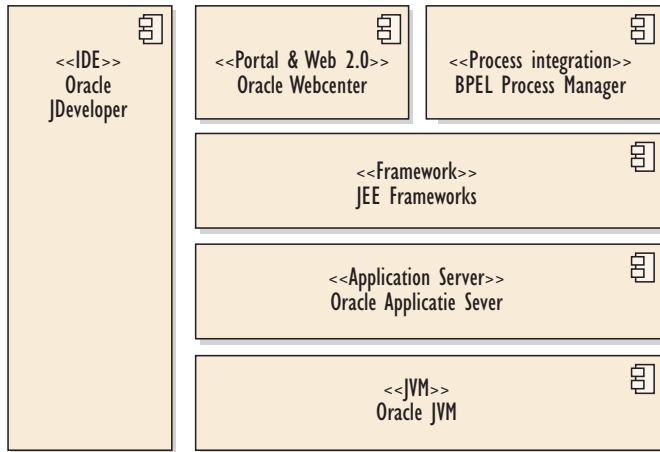 <<IDE>>
Oracle
JDeveloper
<<Portal & Web 2.0>>
Oracle Webcenter
<<Process integration>>
BPEL Process Manager
<<Framework>>
JEE Frameworks
<<Application Server>>
Oracle Applicatie Sever
<<JVM>>
Oracle JVM